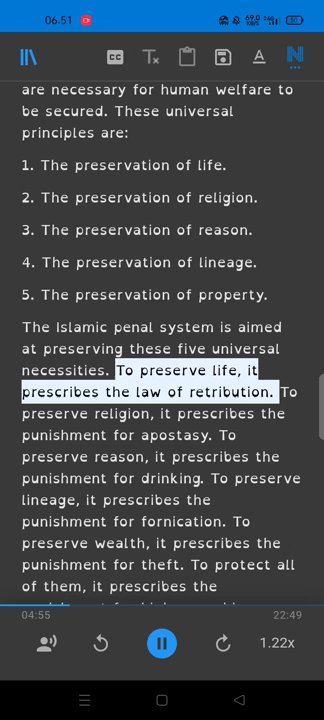 06.51
69.0 KB/S
50
CC
are necessary for human welfare to
be secured. These universal
principles are:
1. The preservation of life.
2. The preservation of religion.
3. The preservation of reason.
4. The preservation of lineage.
5. The preservation of property.
The Islamic penal system is aimed
at preserving these five universal
necessities. To preserve life, it
prescribes the law of retribution. To
preserve religion, it prescribes the
punishment for apostasy. To
preserve reason, it prescribes the
punishment for drinking. To preserve
lineage, it prescribes the
punishment for fornication. To
preserve wealth, it prescribes the
punishment for theft. To protect all
of them, it prescribes the
04:55
22:49
1.22x